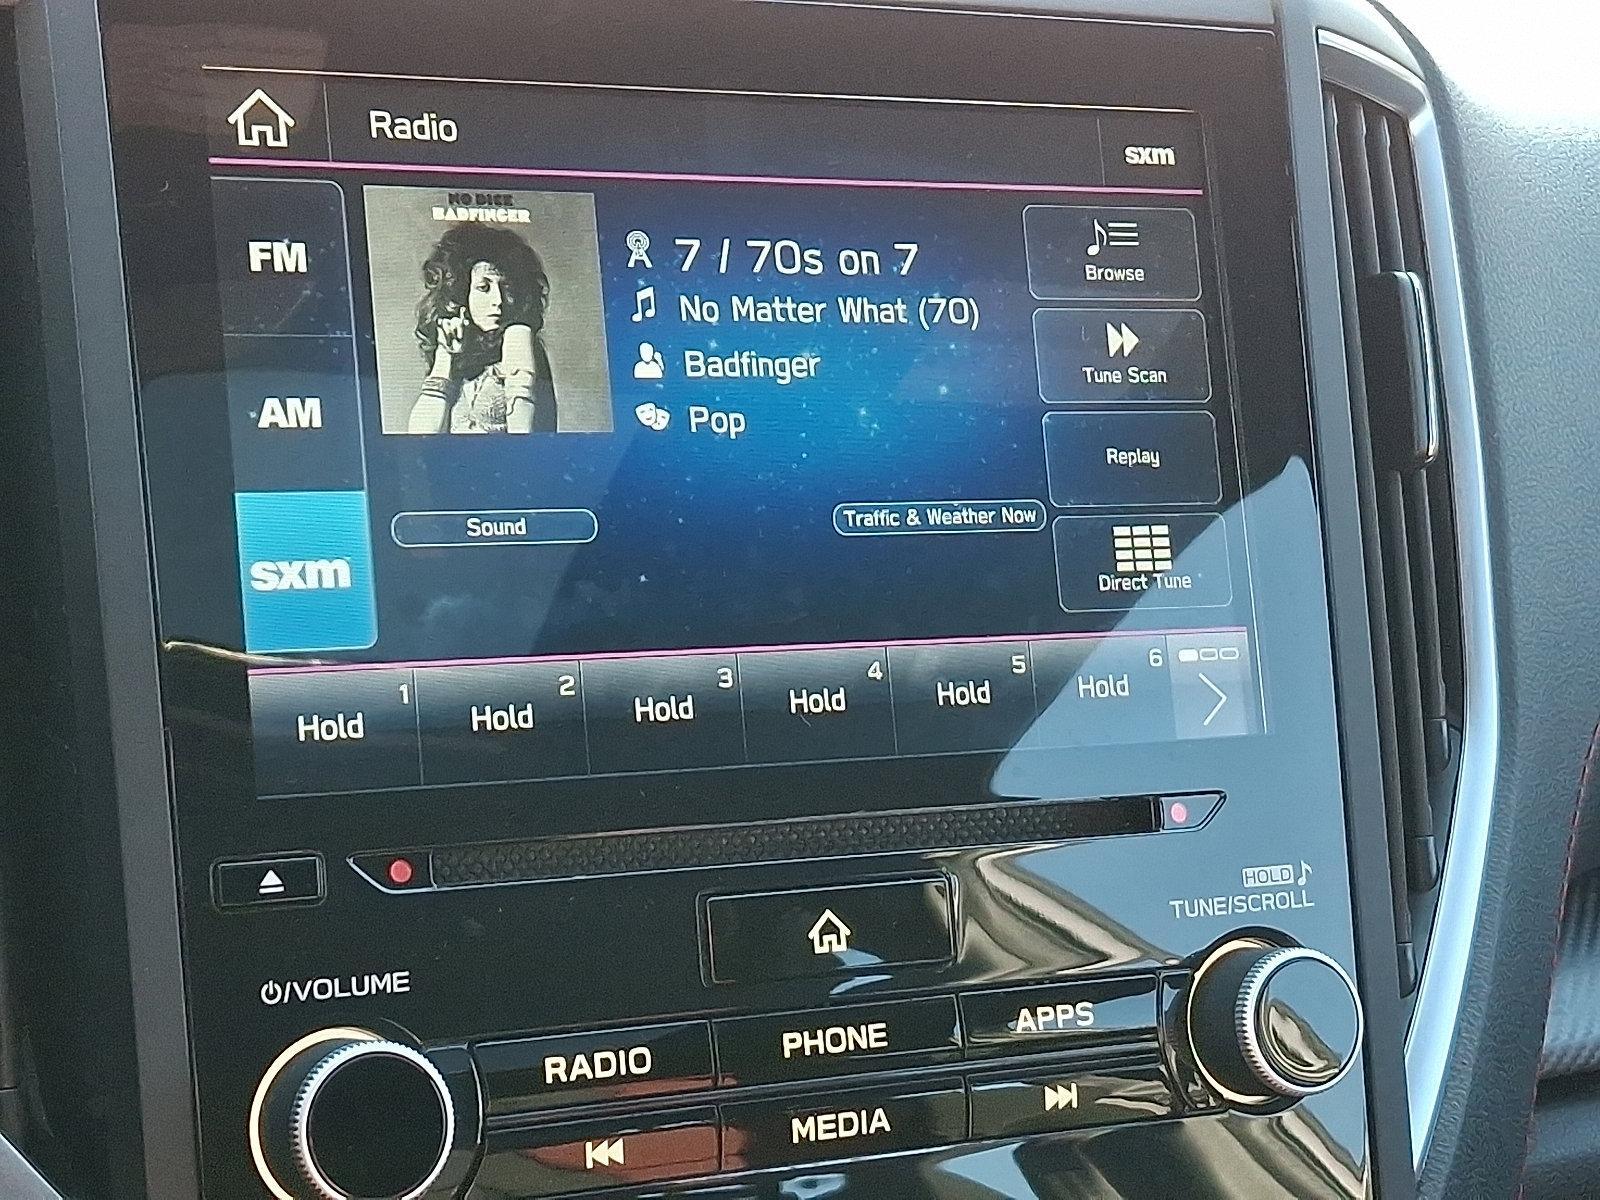 Radio
sxm
FM
AM
sxm
NO DICE
BADFINGER
7 / 70s on 7
No Matter What (70)
Badfinger
Pop
Browse
Tune Scan
Replay
Direct Tune
Sound
Traffic & Weather Now
1
Hold
2
Hold
3
Hold
4
Hold
5
Hold
6
Hold
HOLD
TUNE/SCROLL
/VOLUME
RADIO
PHONE
APPS
MEDIA